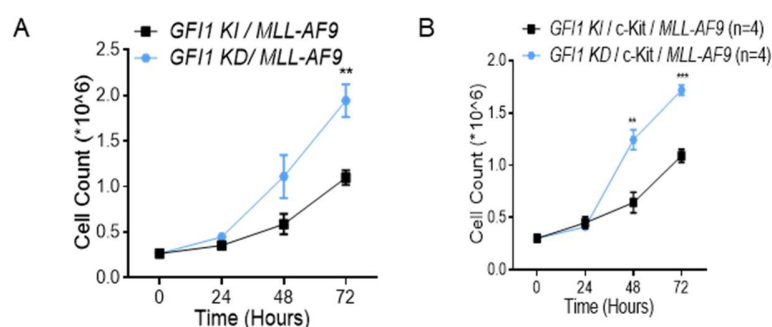 A
GFI1 KI / MLL-AF9
GFI1 KD/ MLL-AF9
2.5
2.0
1.5
1.0
0.5
0.0
Cell Count (*10^6)
**
0 24 48 72
Time (Hours)
B
GFI1 KI / c-Kit / MLL-AF9 (n=4)
GFI1 KD / c-Kit / MLL-AF9 (n=4)
2.0
1.5
1.0
0.5
0.0
Cell Count (*10^6)
**
***
0 24 48 72
Time (Hours)